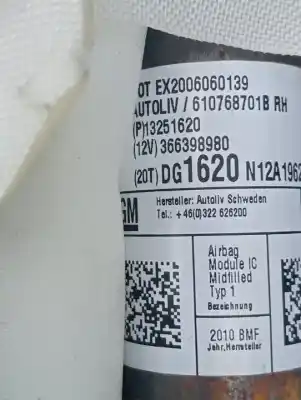 OT EX2006060139
AUTOLIV / 610768701B RH
(P)13251620
(12V) 366398980
(20T) DG1620 N12A1962
GM
Hersteller: Autoliv Schweden
Tel.: +46(0)322 626200
Airbag
Module IC
Midfilled
Typ 1
Bezeichnung
2010 BMF
Jahr, Hersteller